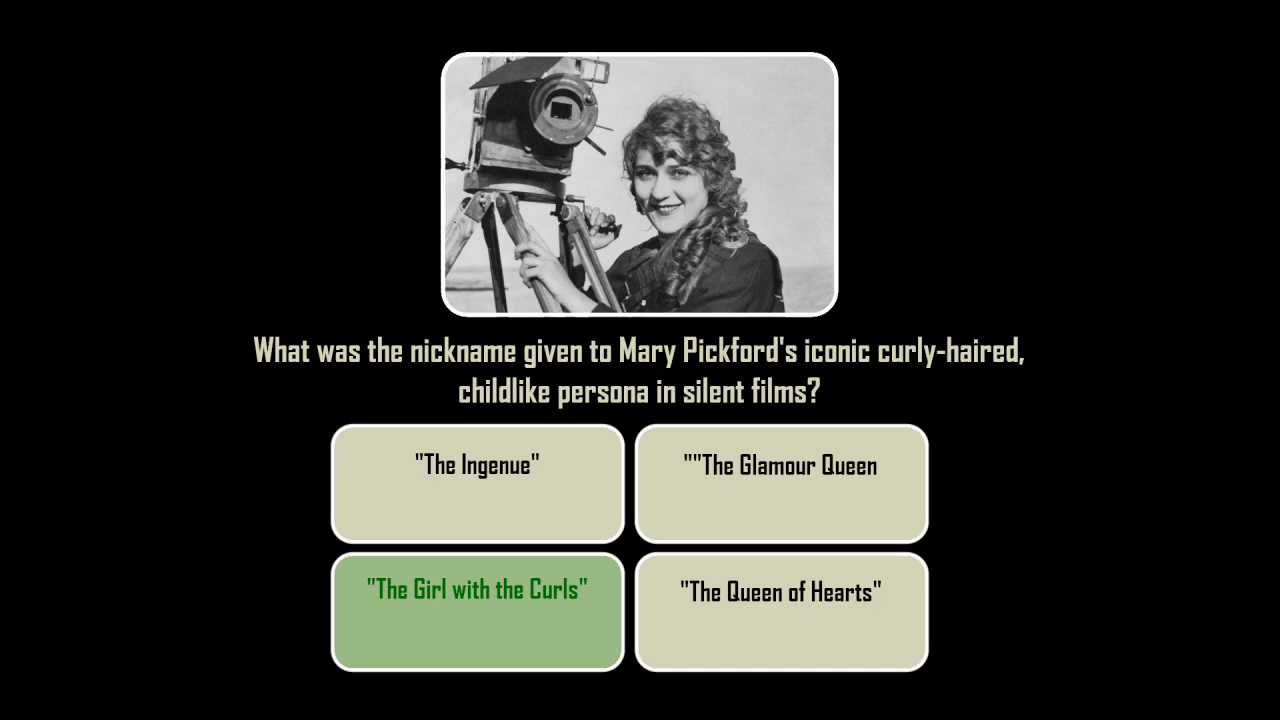 What was the nickname given to Mary Pickford's iconic curly-haired,
childlike persona in silent films?
"The Ingenue"
""The Glamour Queen
"The Girl with the Curls"
"The Queen of Hearts"